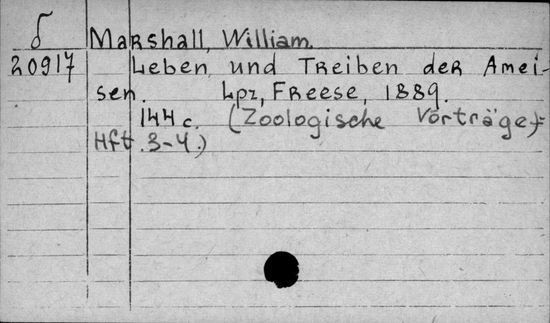 δ Marshall, William.
20917 Leben und Treiben der Amei-
sen. Lpz, Freese, 1889.
144 c. (Zoologische Vorträge)=
Hft. 3-4.)